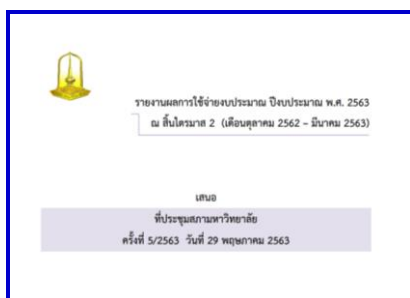 รายงานผลการใช้จ่ายงบประมาณ ปีงบประมาณ พ.ศ. 2563
ณ สิ้นไตรมาส 2 (เดือนตุลาคม 2562 – มีนาคม 2563)
เสนอ
ที่ประชุมสภามหาวิทยาลัย
ครั้งที่ 5/2563 วันที่ 29 พฤษภาคม 2563